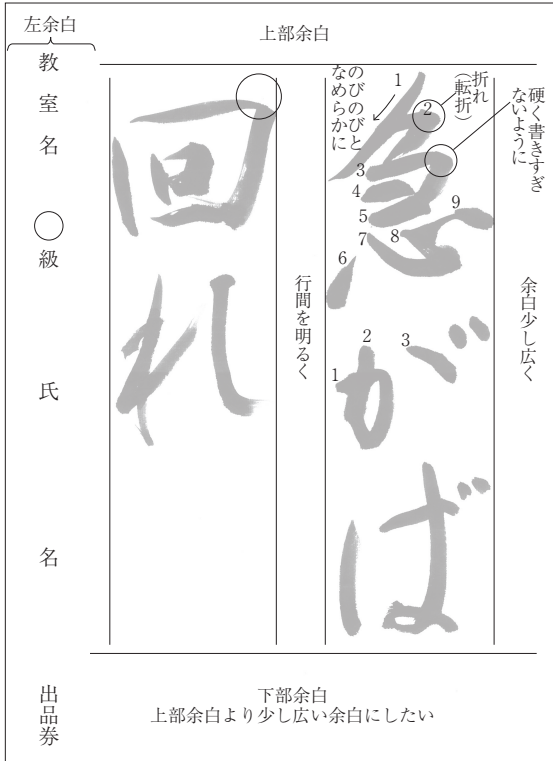 上部余白
余白少し広く
硬く書きすぎ
ないように
折れ
（転折）
1
2
3
4
5
6
7
8
9
のびのびと
なめらかに
急がば
1
2
3
行間を明るく
回れ
左余白
教室名
○級
氏名
出品券
下部余白
上部余白より少し広い余白にしたい